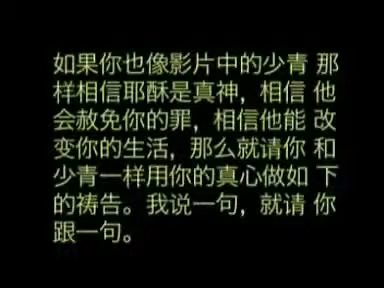 如果你也像影片中的少青 那
样相信耶酥是真神，相信 他
会赦免你的罪，相信他能 改
变你的生活，那么就请你 和
少青一样用你的真心做如 下
的祷告。我说一句，就请 你
跟一句。